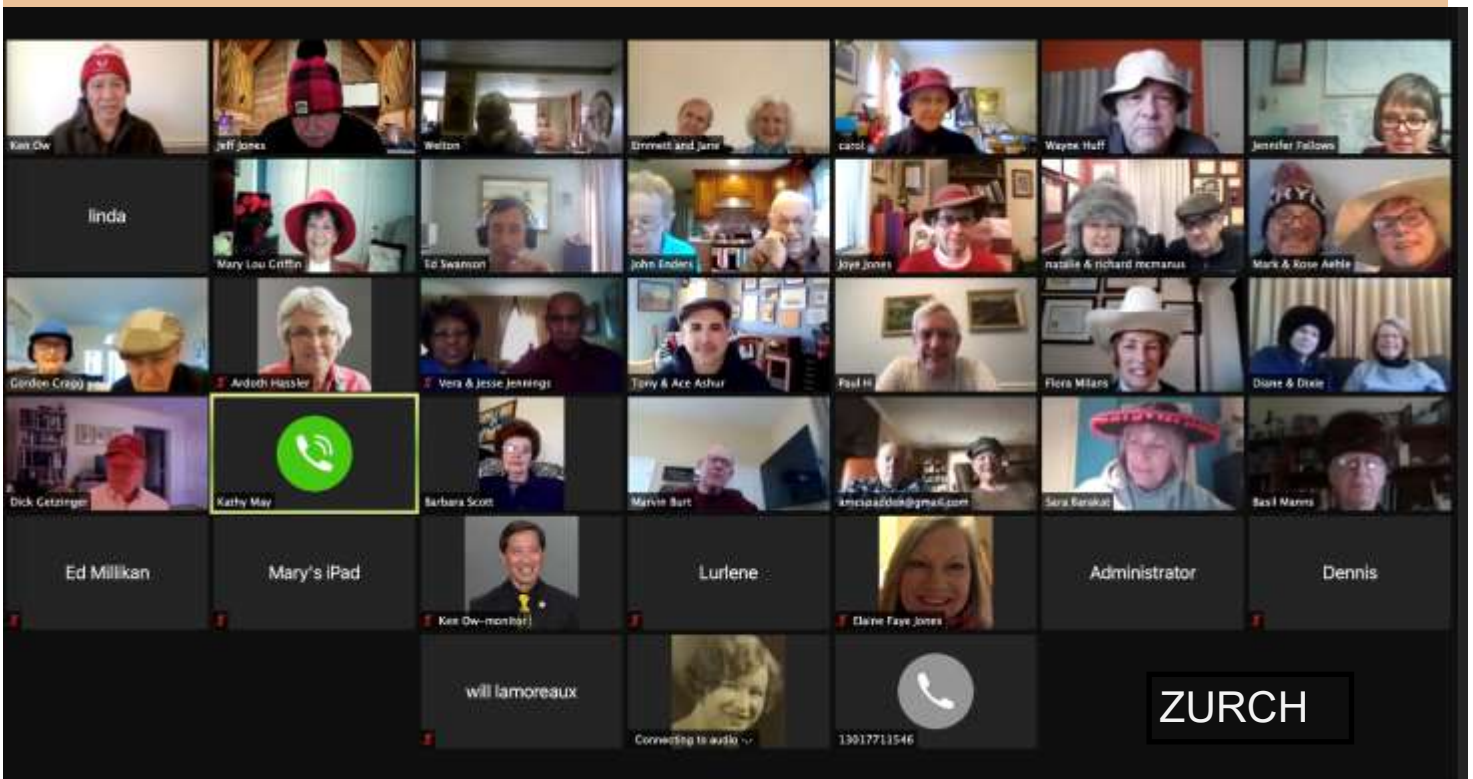 Ken Ow
Jeff Jones
Welton
Emmett and Jane
carol
Wayne Huff
Jennifer Fellows
linda
Mary Lou Griffin
Ed Swanson
John Enders
Joye Jones
natalie & richard mcmanus
Mark & Rose Aehle
Gordon Cragg
Ardoth Hassler
Vera & Jesse Jennings
Tony & Ace Ashur
Paul H
Flora Milans
Diane & Dixie
Dick Getzinger
Kathy May
Barbara Scott
Marvin Burt
amcspadden@gmail.com
Sara Barakat
Basil Manns
Ed Millikan
Mary's iPad
Ken Ow-monitor
Lurlene
Elaine Faye Jones
Administrator
Dennis
will lamoreaux
Connecting to audio
13017711546
ZURCH